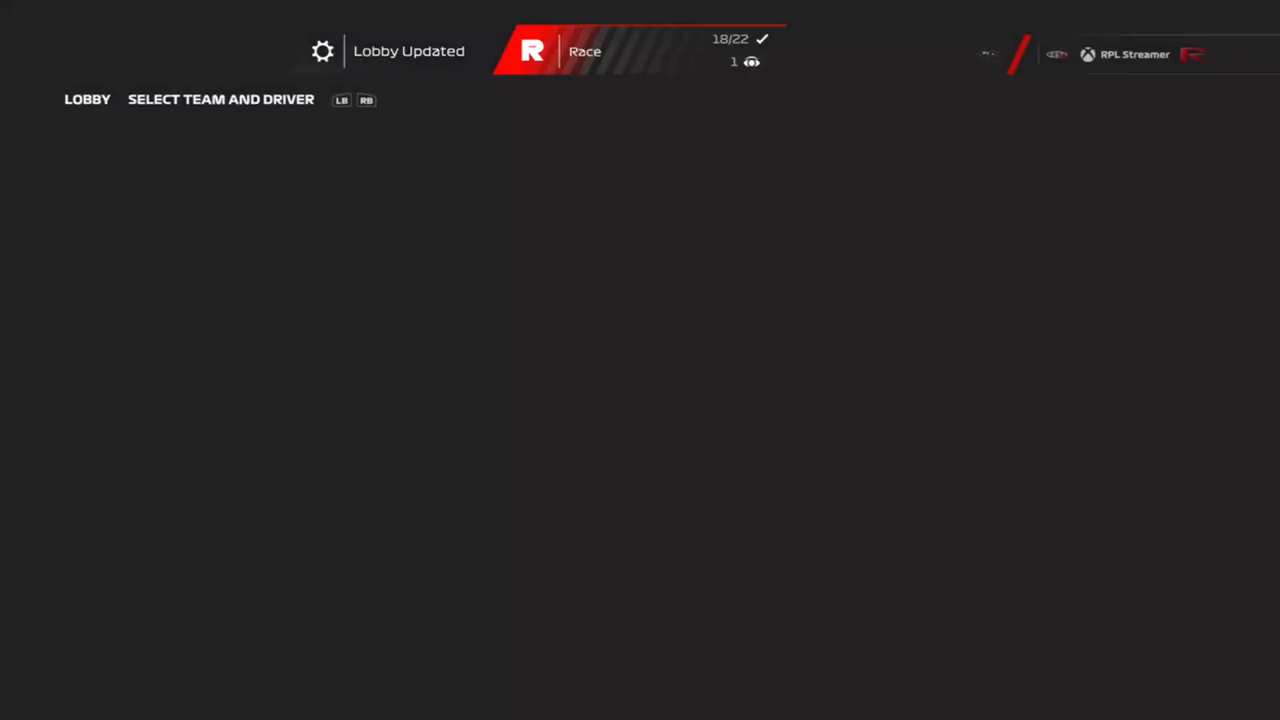 Lobby Updated
R
Race
18/22
1
RPL Streamer
LOBBY SELECT TEAM AND DRIVER LB RB